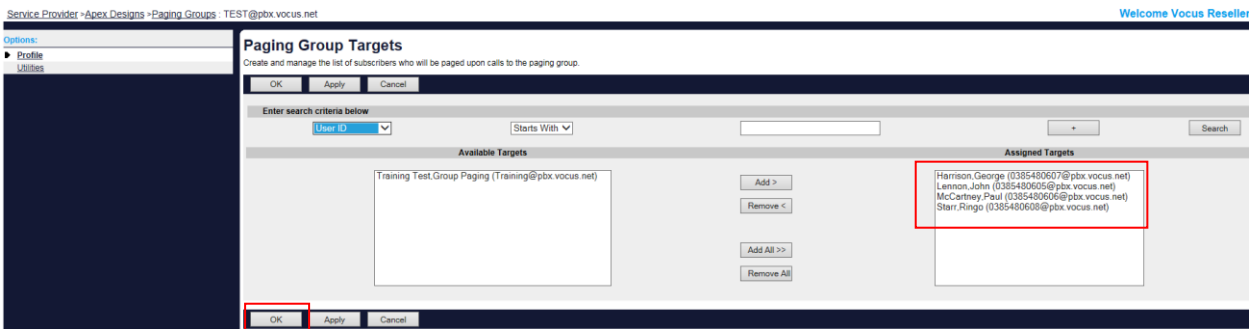 Service Provider >Apex Designs >Paging Groups : TEST@pbx.vocus.net
Welcome Vocus Reseller
Options:
Profile
Utilities
Paging Group Targets
Create and manage the list of subscribers who will be paged upon calls to the paging group.
OK Apply Cancel
Enter search criteria below
User ID Starts With + Search
Available Targets Assigned Targets
Training Test,Group Paging (Training@pbx.vocus.net)
Add >
Remove <
Add All >>
Remove All
Harrison,George (0385480607@pbx.vocus.net)
Lennon,John (0385480605@pbx.vocus.net)
McCartney,Paul (0385480606@pbx.vocus.net)
Starr,Ringo (0385480608@pbx.vocus.net)
OK Apply Cancel